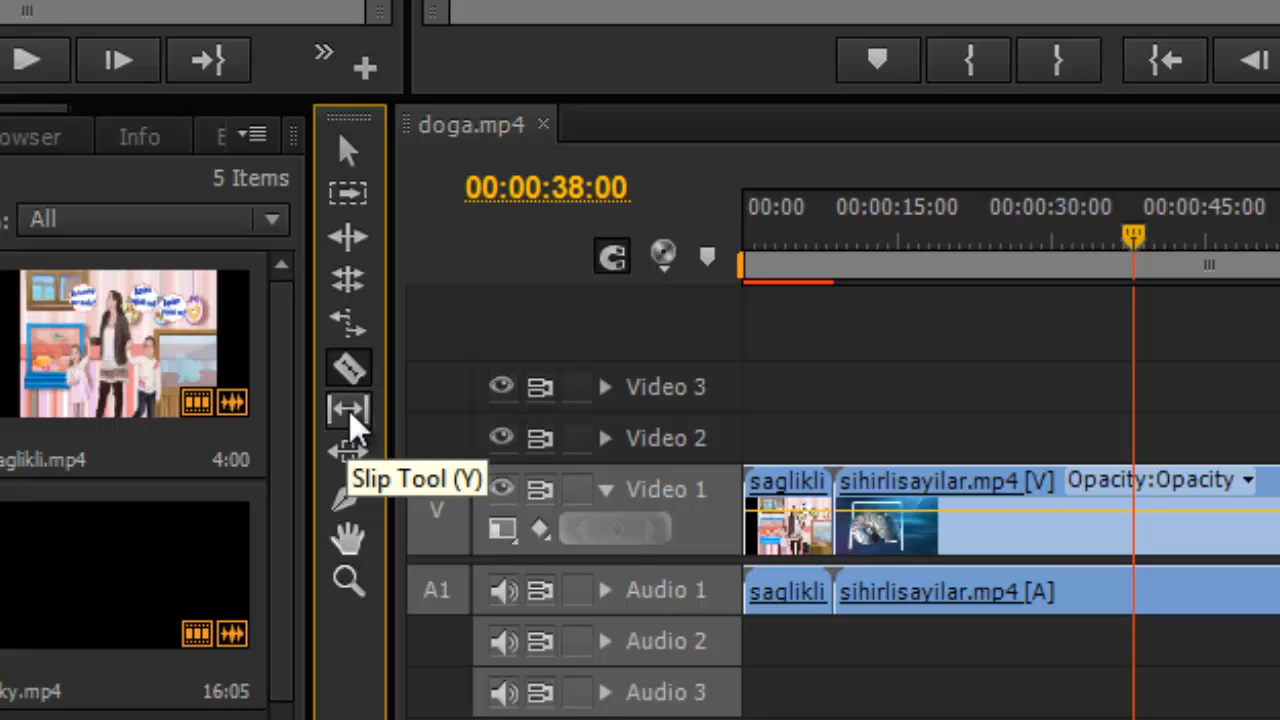 doga.mp4 ×
owser
Info
E
5 Items
: All
00:00:38:00
00:00
00:00:15:00
00:00:30:00
00:00:45:00
aglikli.mp4
4:00
Slip Tool (Y)
Video 3
Video 2
V
Video 1
saglikli
sihirlisayilar.mp4 [V]
Opacity:Opacity
A1
Audio 1
saglikli
sihirlisayilar.mp4 [A]
Audio 2
ky.mp4
16:05
Audio 3